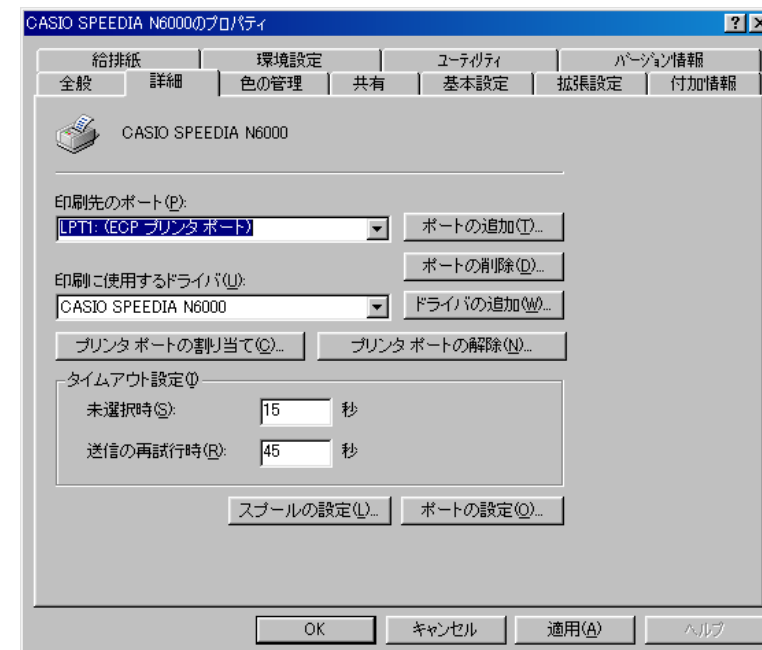 CASIO SPEEDIA N6000のプロパティ
給排紙 環境設定 ユーティリティ バージョン情報
全般 詳細 色の管理 共有 基本設定 拡張設定 付加情報
CASIO SPEEDIA N6000
印刷先のポート(P):
LPT1: (ECP プリンタ ポート) ポートの追加(T)...
ポートの削除(D)...
印刷に使用するドライバ(U):
CASIO SPEEDIA N6000 ドライバの追加(W)...
プリンタ ポートの割り当て(C)... プリンタ ポートの解除(N)...
タイムアウト設定(I)
未選択時(S): 15 秒
送信の再試行時(R): 45 秒
スプールの設定(L)... ポートの設定(O)...
OK キャンセル 適用(A) ヘルプ